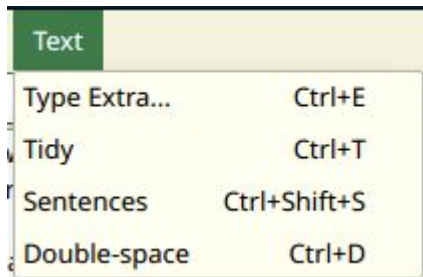 Text
Type Extra... Ctrl+E
Tidy Ctrl+T
Sentences Ctrl+Shift+S
Double-space Ctrl+D